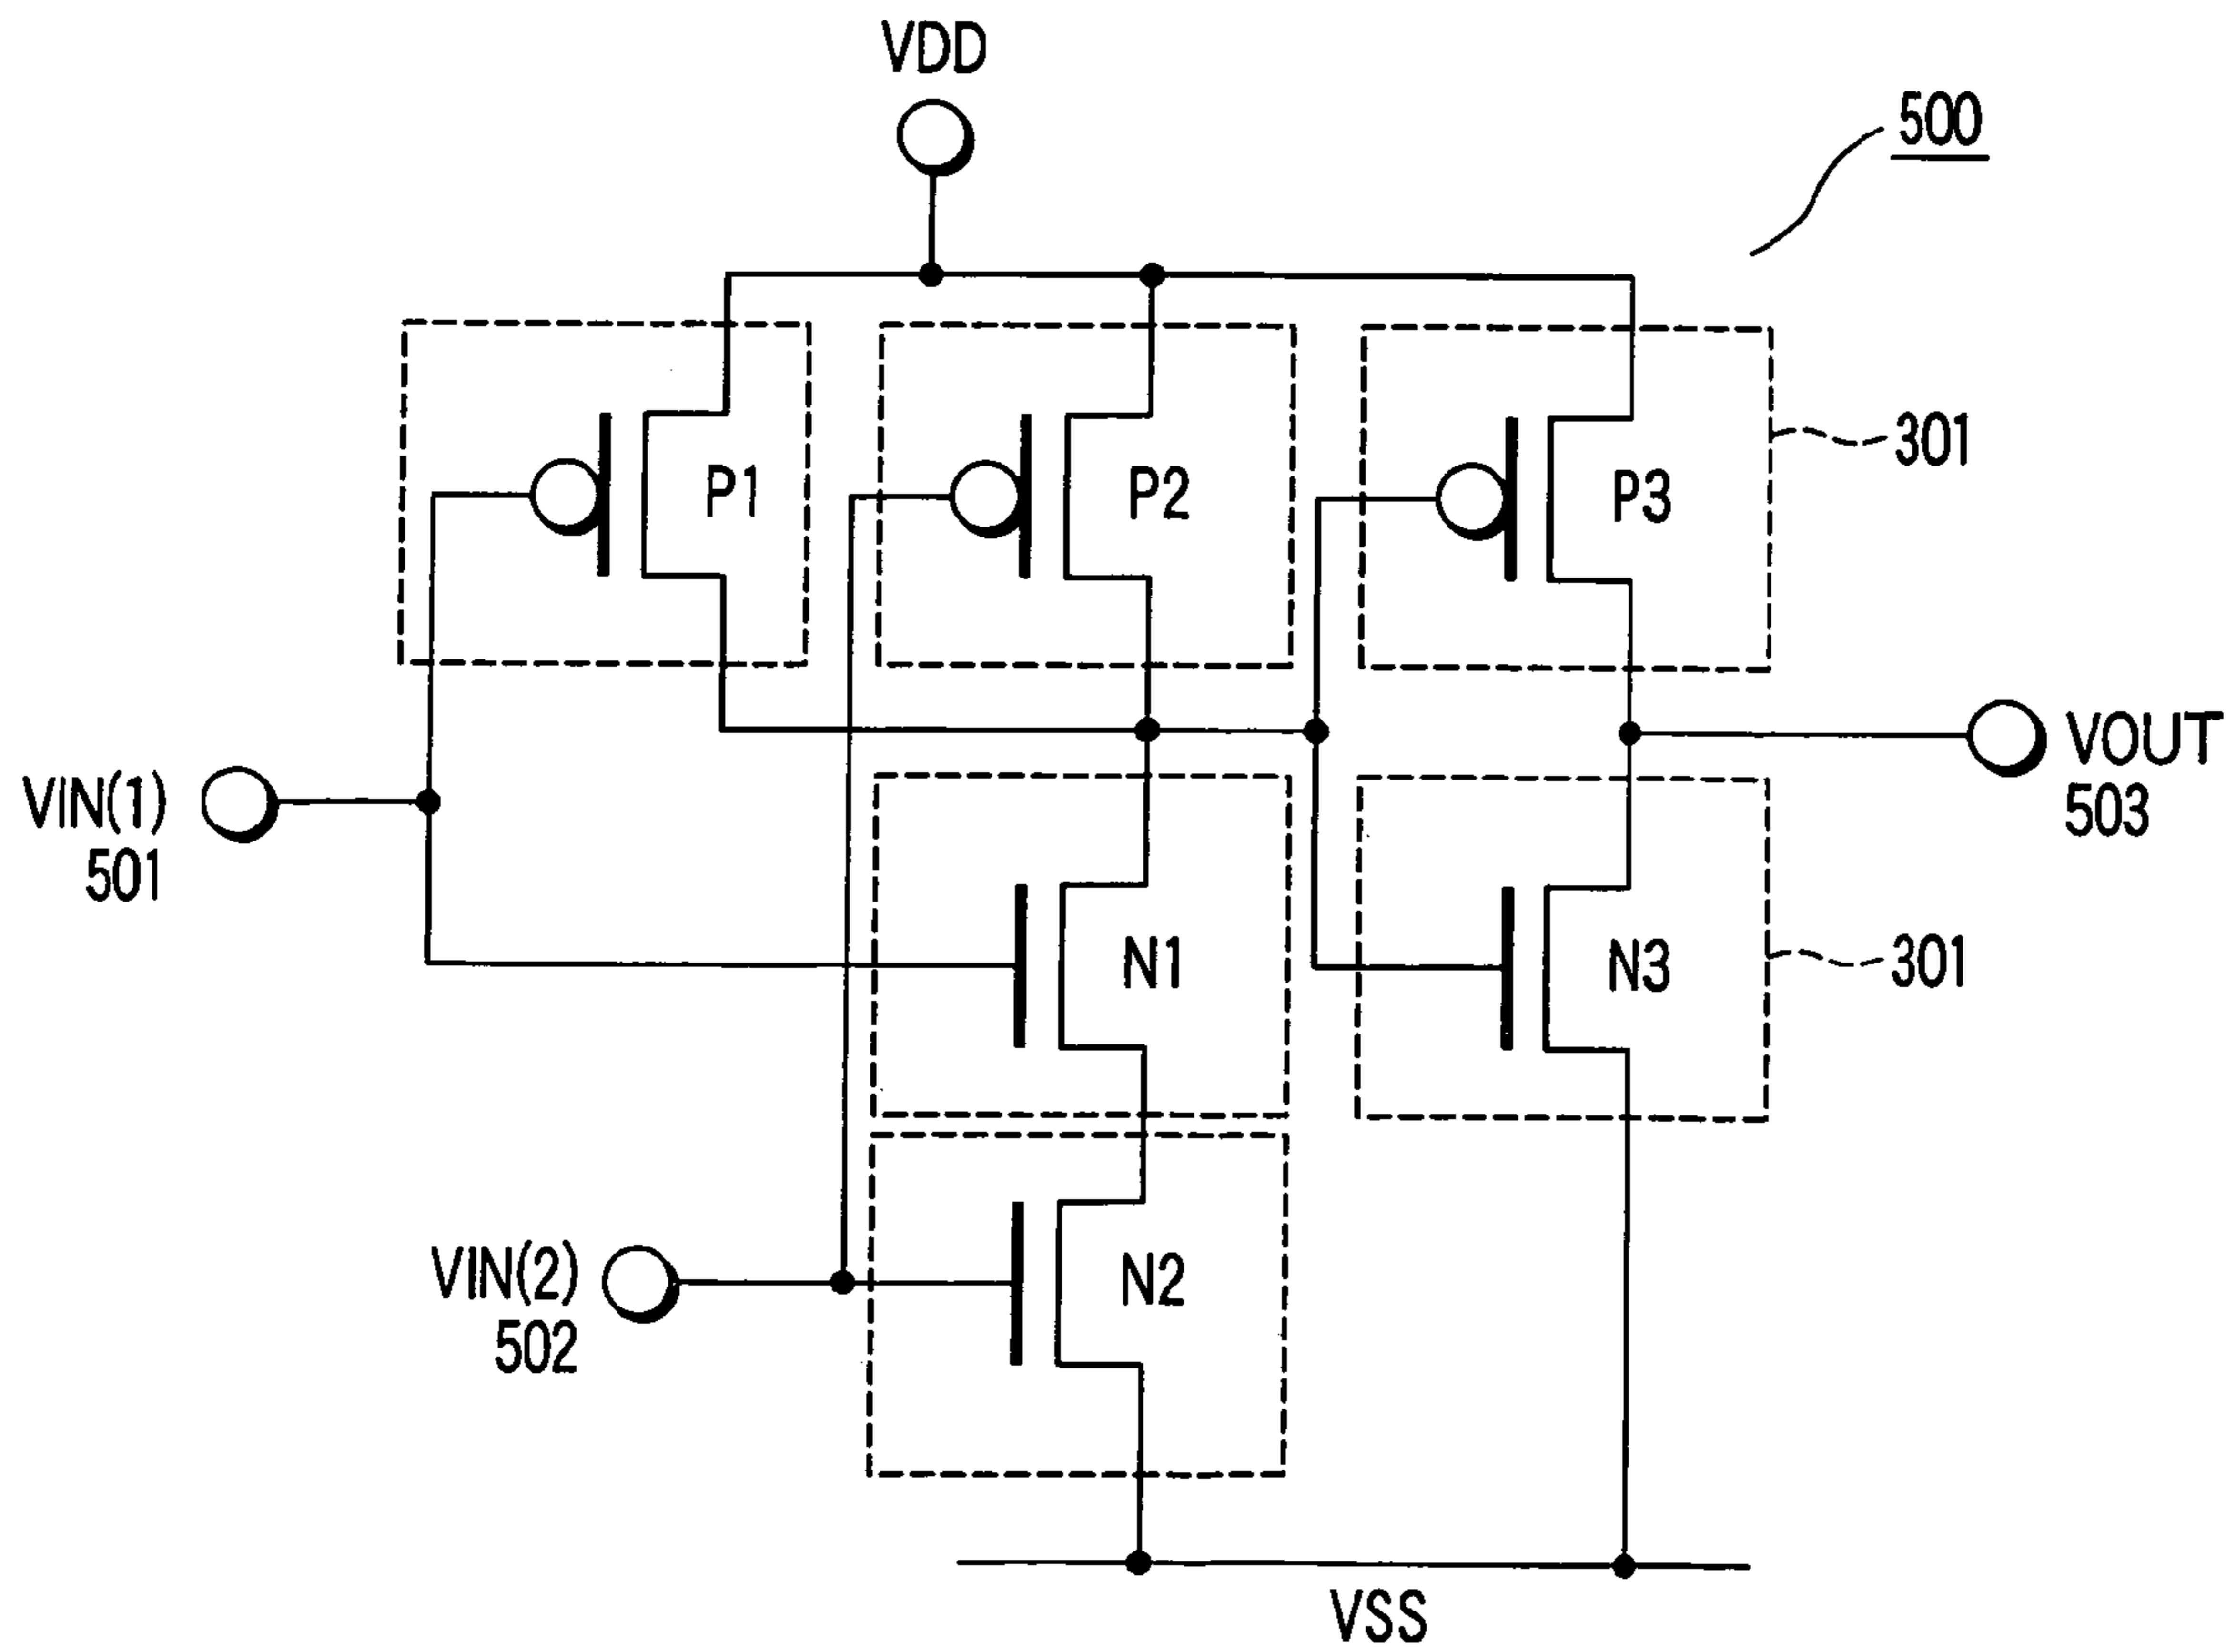 VDD
500
P1
P2
P3
301
VIN(1)
501
VOUT
503
N1
N3
301
VIN(2)
502
N2
VSS